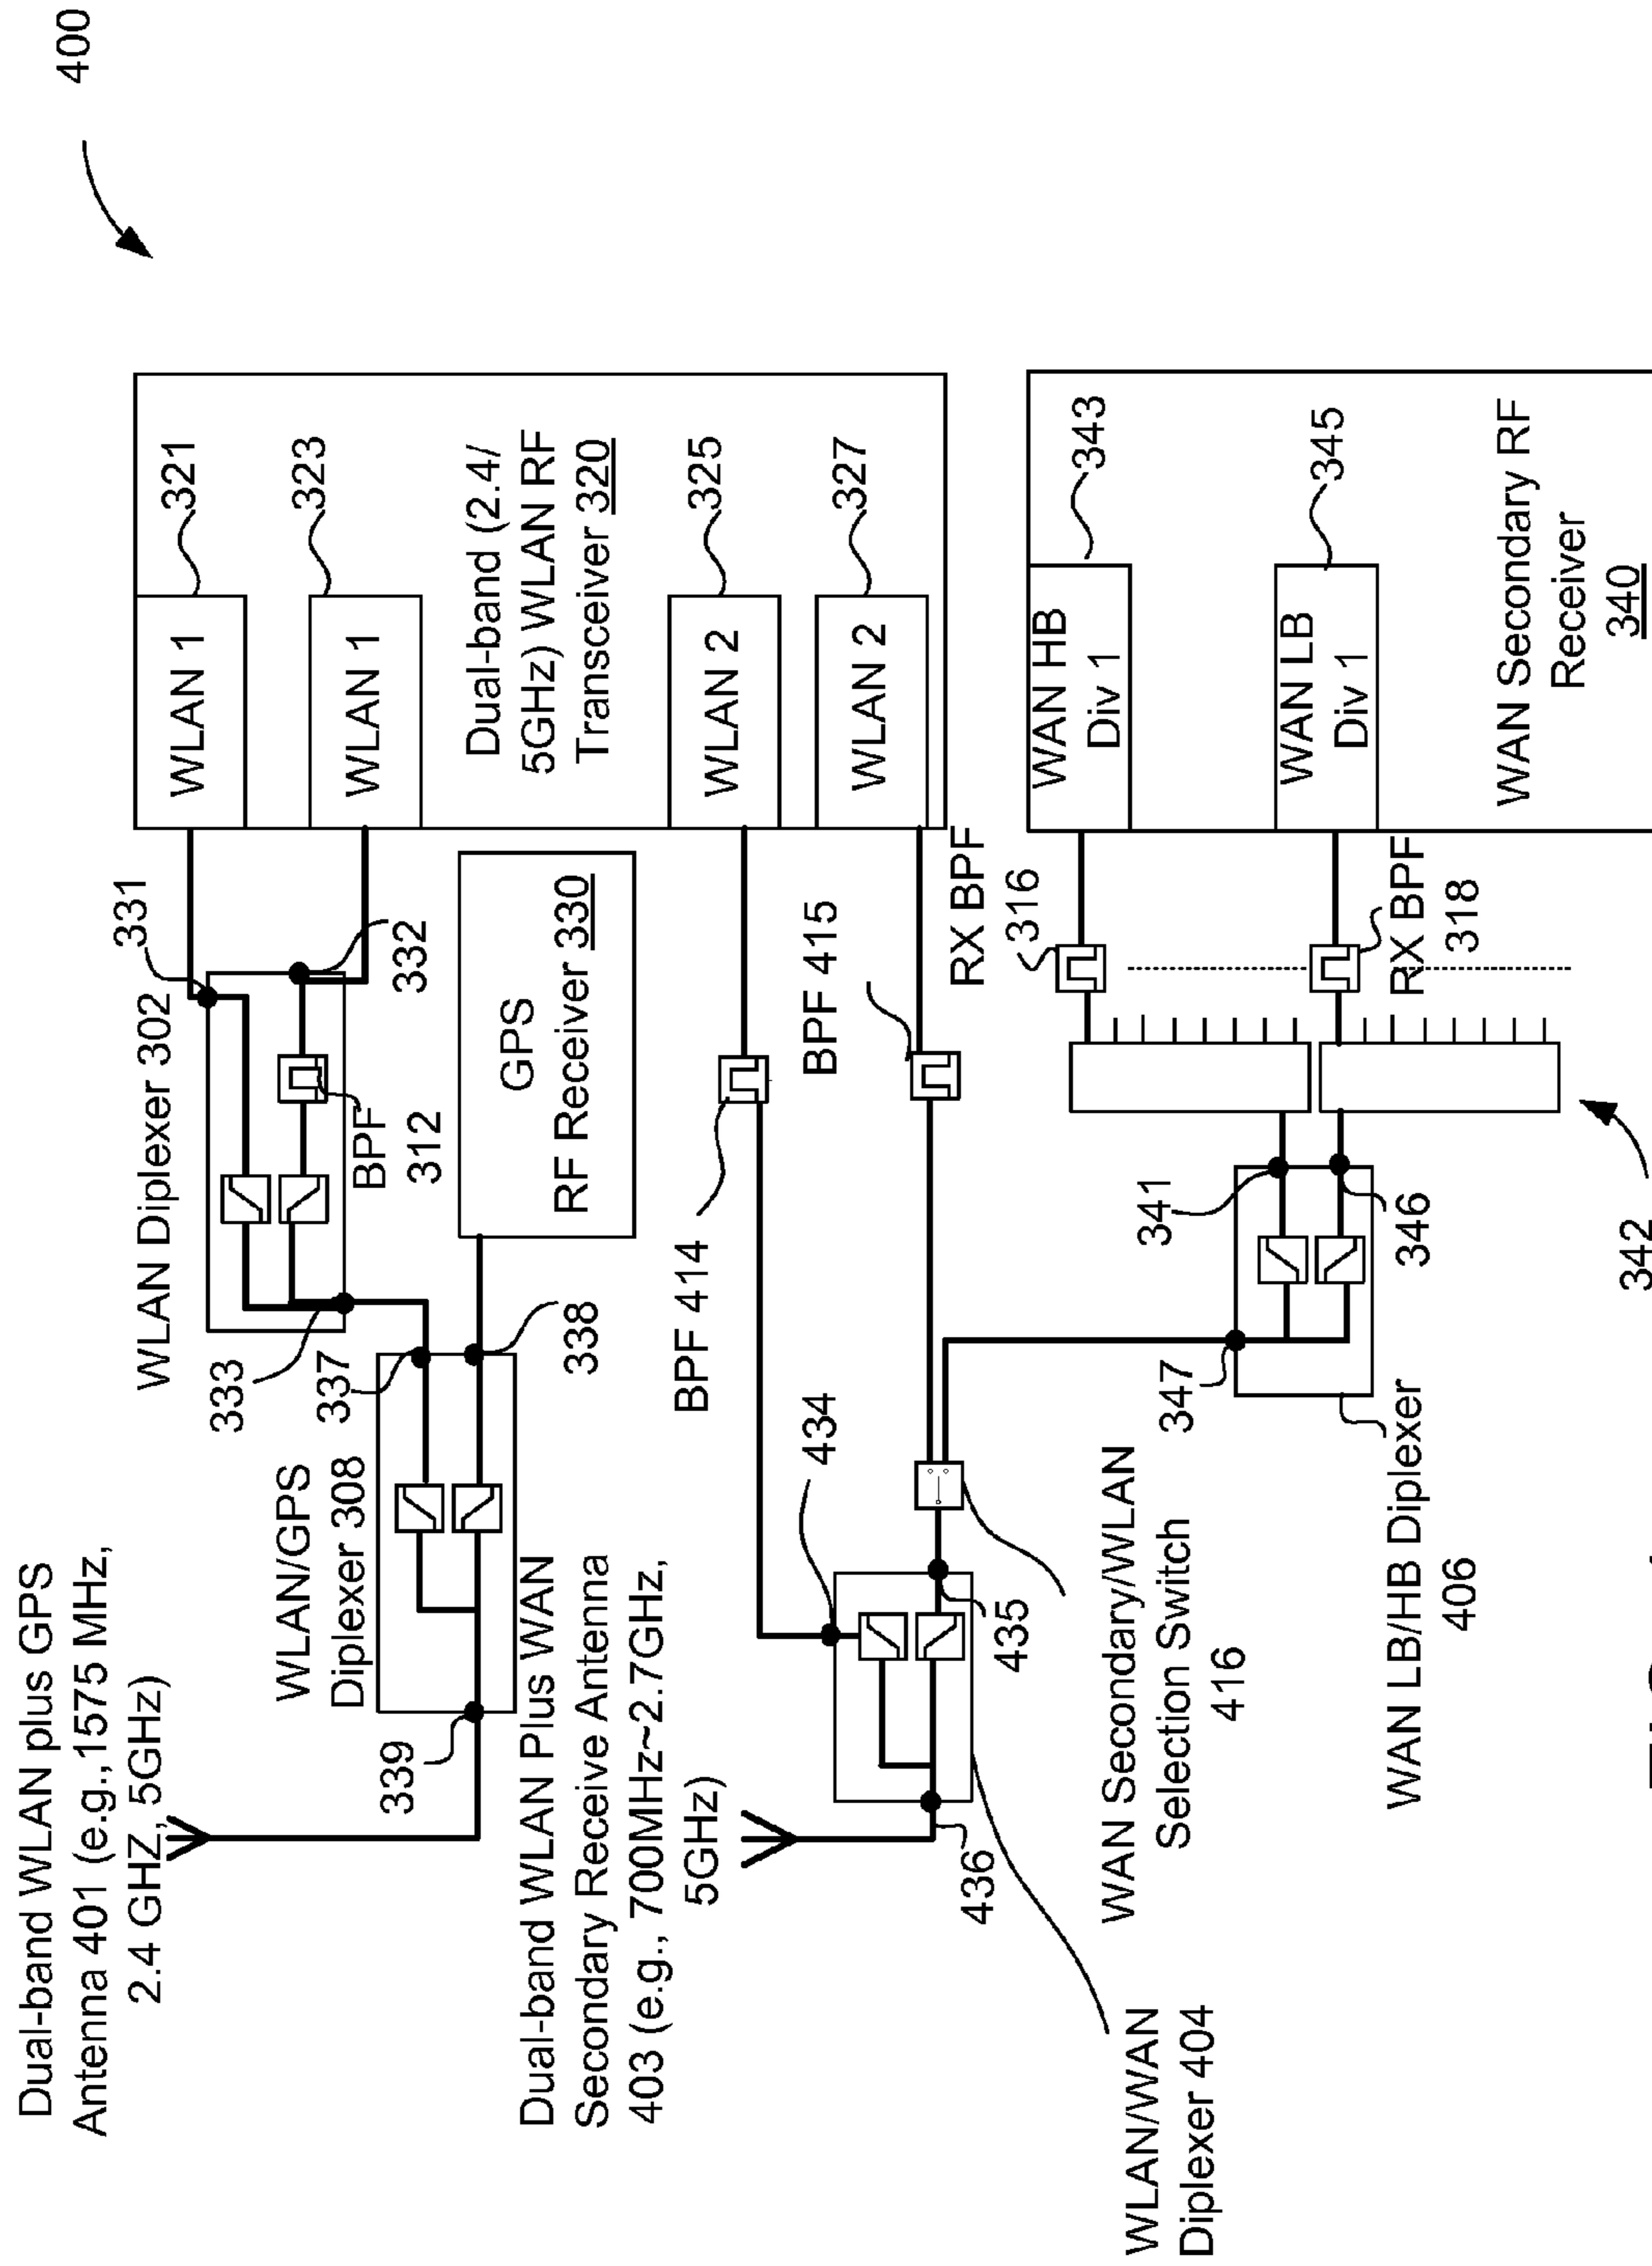 400
Dual-band WLAN plus GPS
Antenna 401 (e.g.,1575 MHz,
2.4 GHZ, 5GHz)
WLAN Diplexer 302
331
332
333
BPF
312
WLAN/GPS
Diplexer 308
337
338
339
321
WLAN 1
323
WLAN 1
Dual-band (2.4/
5GHz) WLAN RF
Transceiver 320
325
WLAN 2
327
WLAN 2
GPS
RF Receiver 330
Dual-band WLAN Plus WAN
Secondary Receive Antenna
403 (e.g., 700MHz~2.7GHz,
5GHz)
BPF 414
BPF 415
434
435
436
WLAN/WAN
Diplexer 404
WAN Secondary/WLAN
Selection Switch
416
RX BPF
316
RX BPF
318
341
346
347
342
WAN LB/HB Diplexer
406
343
WAN HB
Div 1
345
WAN LB
Div 1
WAN Secondary RF
Receiver
340